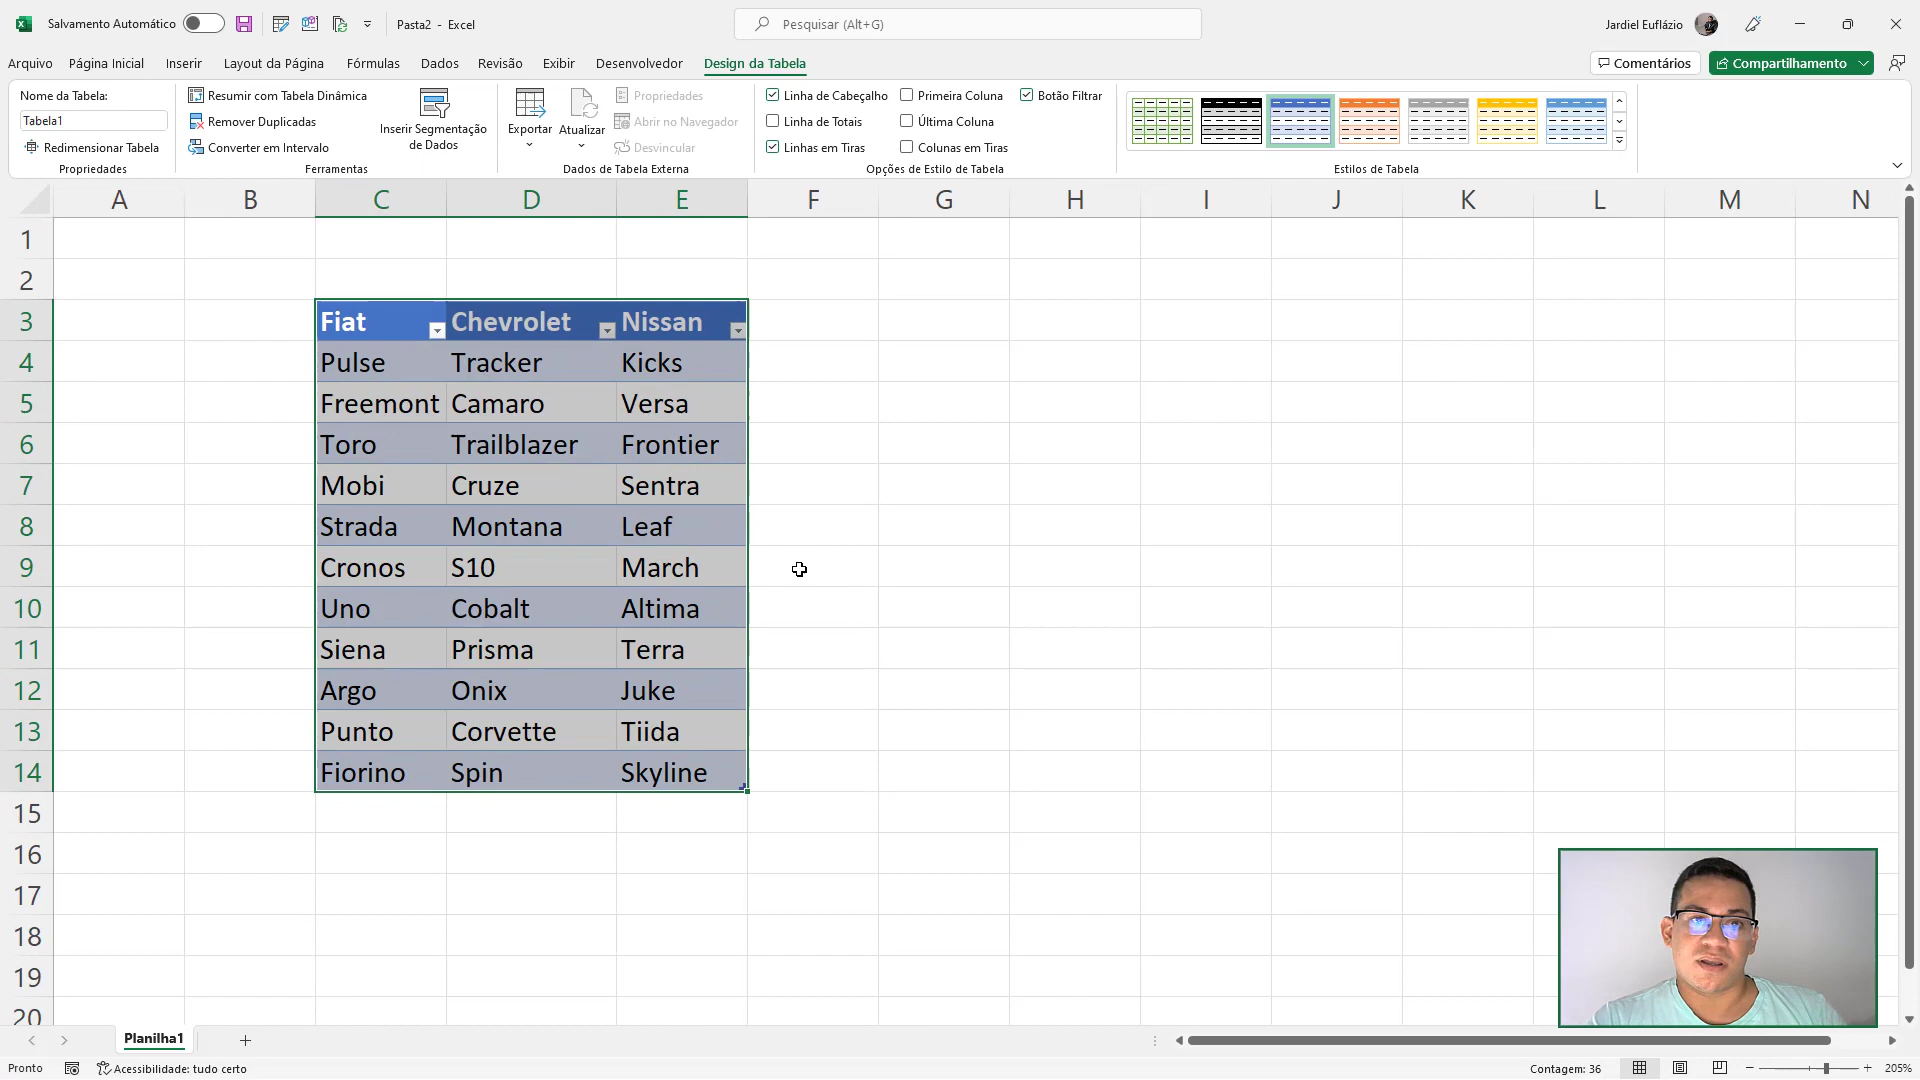 Salvamento Automático
Pasta2 - Excel
Pesquisar (Alt+G)
Jardiel Euflázio
Arquivo Página Inicial Inserir Layout da Página Fórmulas Dados Revisão Exibir Desenvolvedor Design da Tabela
Comentários Compartilhamento
Nome da Tabela:
Tabela1
Redimensionar Tabela
Propriedades
Resumir com Tabela Dinâmica
Remover Duplicadas
Converter em Intervalo
Inserir Segmentação
de Dados
Ferramentas
Exportar
Atualizar
Propriedades
Abrir no Navegador
Desvincular
Dados de Tabela Externa
Linha de Cabeçalho Primeira Coluna Botão Filtrar
Linha de Totais Última Coluna
Linhas em Tiras Colunas em Tiras
Opções de Estilo de Tabela
Estilos de Tabela
A B C D E F G H I J K L M N
1
2
3 Fiat Chevrolet Nissan
4 Pulse Tracker Kicks
5 Freemont Camaro Versa
6 Toro Trailblazer Frontier
7 Mobi Cruze Sentra
8 Strada Montana Leaf
9 Cronos S10 March
10 Uno Cobalt Altima
11 Siena Prisma Terra
12 Argo Onix Juke
13 Punto Corvette Tiida
14 Fiorino Spin Skyline
15
16
17
18
19
20
Planilha1
Pronto
Acessibilidade: tudo certo
Contagem: 36
205%